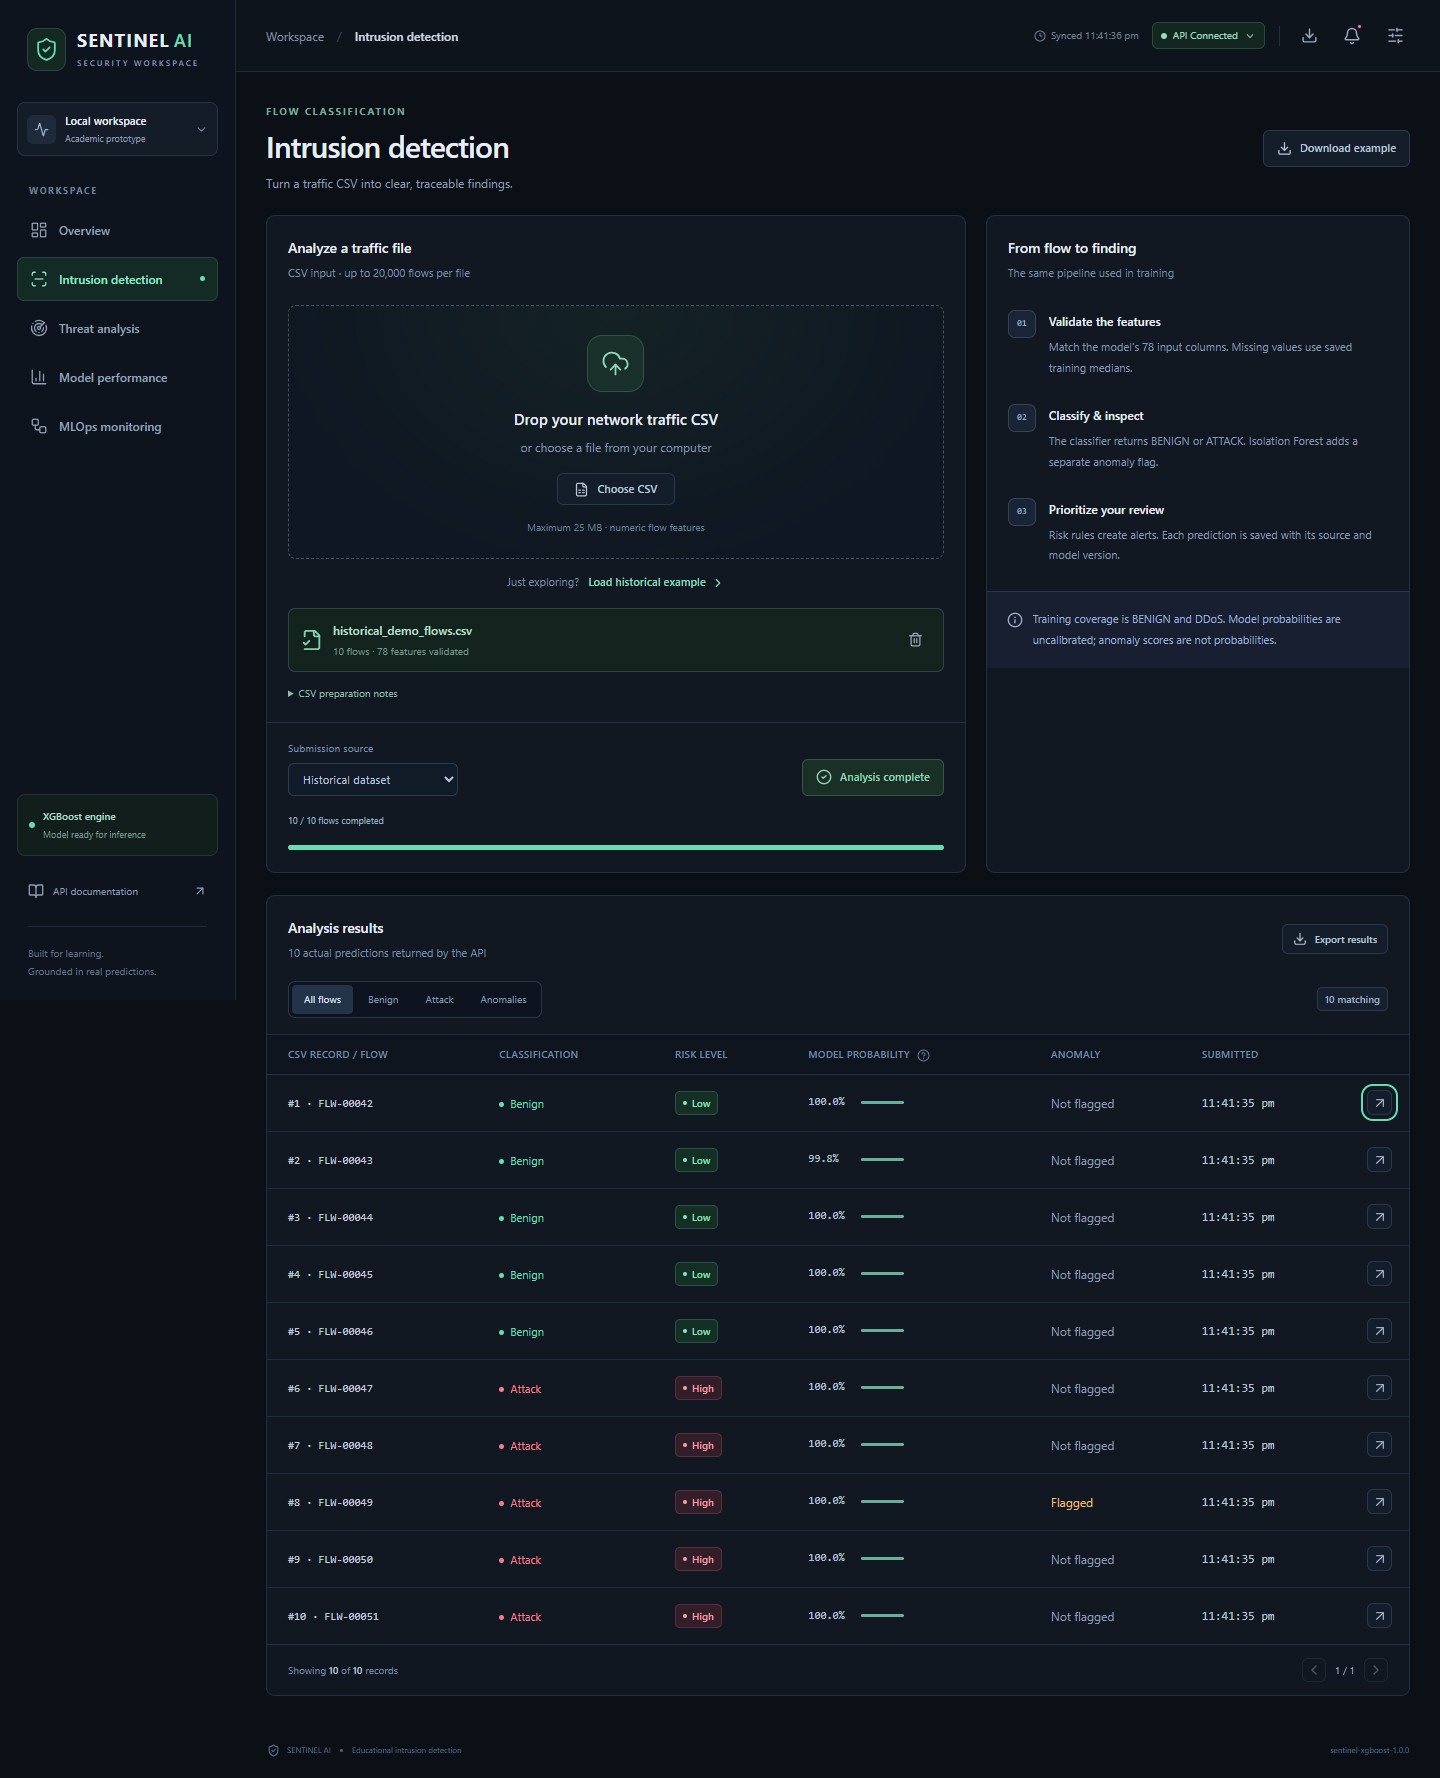 SENTINEL AI
SECURITY WORKSPACE
Local workspace
Academic prototype
WORKSPACE
Overview
Intrusion detection
Threat analysis
Model performance
MLOps monitoring
XGBoost engine
Model ready for inference
API documentation
Built for learning.
Grounded in real predictions.
Workspace / Intrusion detection
Synced 11:41:36 pm
API Connected
FLOW CLASSIFICATION
Intrusion detection
Turn a traffic CSV into clear, traceable findings.
Download example
Analyze a traffic file
CSV input · up to 20,000 flows per file
Drop your network traffic CSV
or choose a file from your computer
Choose CSV
Maximum 25 MB · numeric flow features
Just exploring? Load historical example
historical_demo_flows.csv
10 flows · 78 features validated
CSV preparation notes
Submission source
Historical dataset
Analysis complete
10 / 10 flows completed
From flow to finding
The same pipeline used in training
01 Validate the features
Match the model's 78 input columns. Missing values use saved
training medians.
02 Classify & inspect
The classifier returns BENIGN or ATTACK. Isolation Forest adds a
separate anomaly flag.
03 Prioritize your review
Risk rules create alerts. Each prediction is saved with its source and
model version.
Training coverage is BENIGN and DDoS. Model probabilities are
uncalibrated; anomaly scores are not probabilities.
Analysis results
10 actual predictions returned by the API
Export results
All flows Benign Attack Anomalies
10 matching
CSV RECORD / FLOW CLASSIFICATION RISK LEVEL MODEL PROBABILITY ? ANOMALY SUBMITTED
#1 · FLW-00042 Benign Low 100.0% Not flagged 11:41:35 pm
#2 · FLW-00043 Benign Low 99.8% Not flagged 11:41:35 pm
#3 · FLW-00044 Benign Low 100.0% Not flagged 11:41:35 pm
#4 · FLW-00045 Benign Low 100.0% Not flagged 11:41:35 pm
#5 · FLW-00046 Benign Low 100.0% Not flagged 11:41:35 pm
#6 · FLW-00047 Attack High 100.0% Not flagged 11:41:35 pm
#7 · FLW-00048 Attack High 100.0% Not flagged 11:41:35 pm
#8 · FLW-00049 Attack High 100.0% Flagged 11:41:35 pm
#9 · FLW-00050 Attack High 100.0% Not flagged 11:41:35 pm
#10 · FLW-00051 Attack High 100.0% Not flagged 11:41:35 pm
Showing 10 of 10 records
1 / 1
SENTINEL AI • Educational intrusion detection
sentinel-xgboost-1.0.0